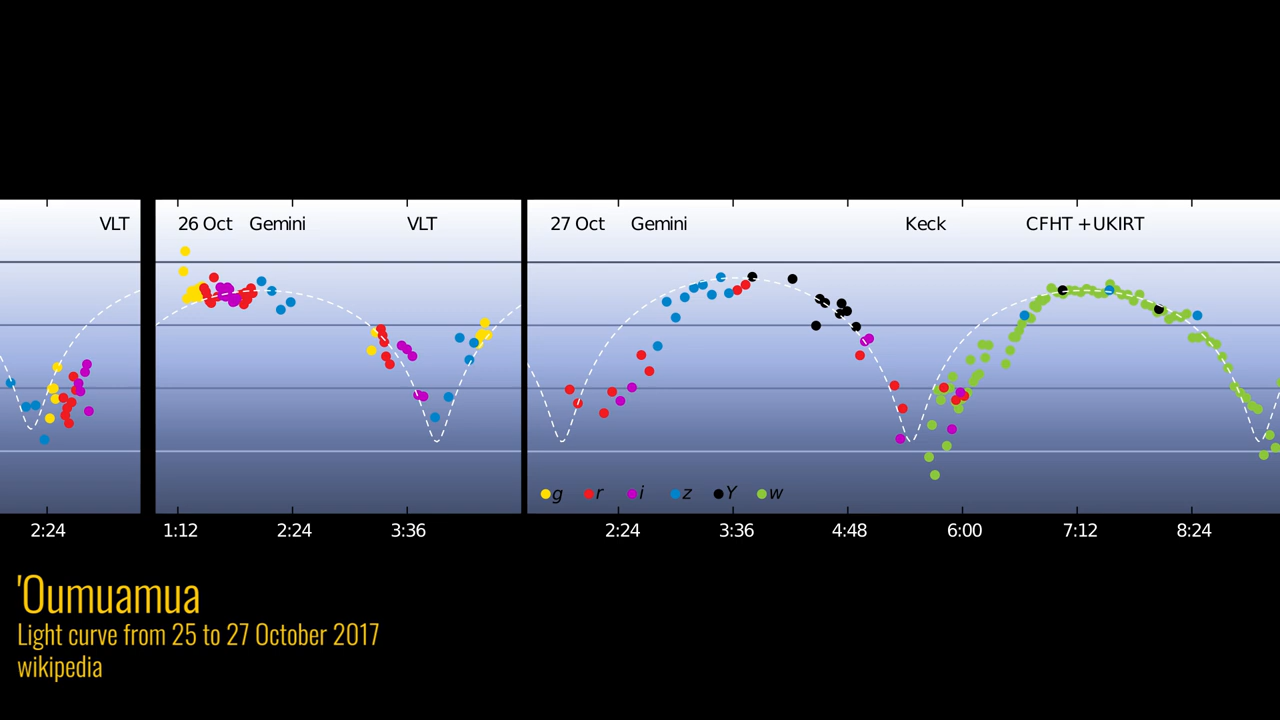 VLT
26 Oct Gemini VLT
27 Oct Gemini Keck CFHT + UKIRT
g r i z Y w
2:24 1:12 2:24 3:36 2:24 3:36 4:48 6:00 7:12 8:24
'Oumuamua
Light curve from 25 to 27 October 2017
wikipedia